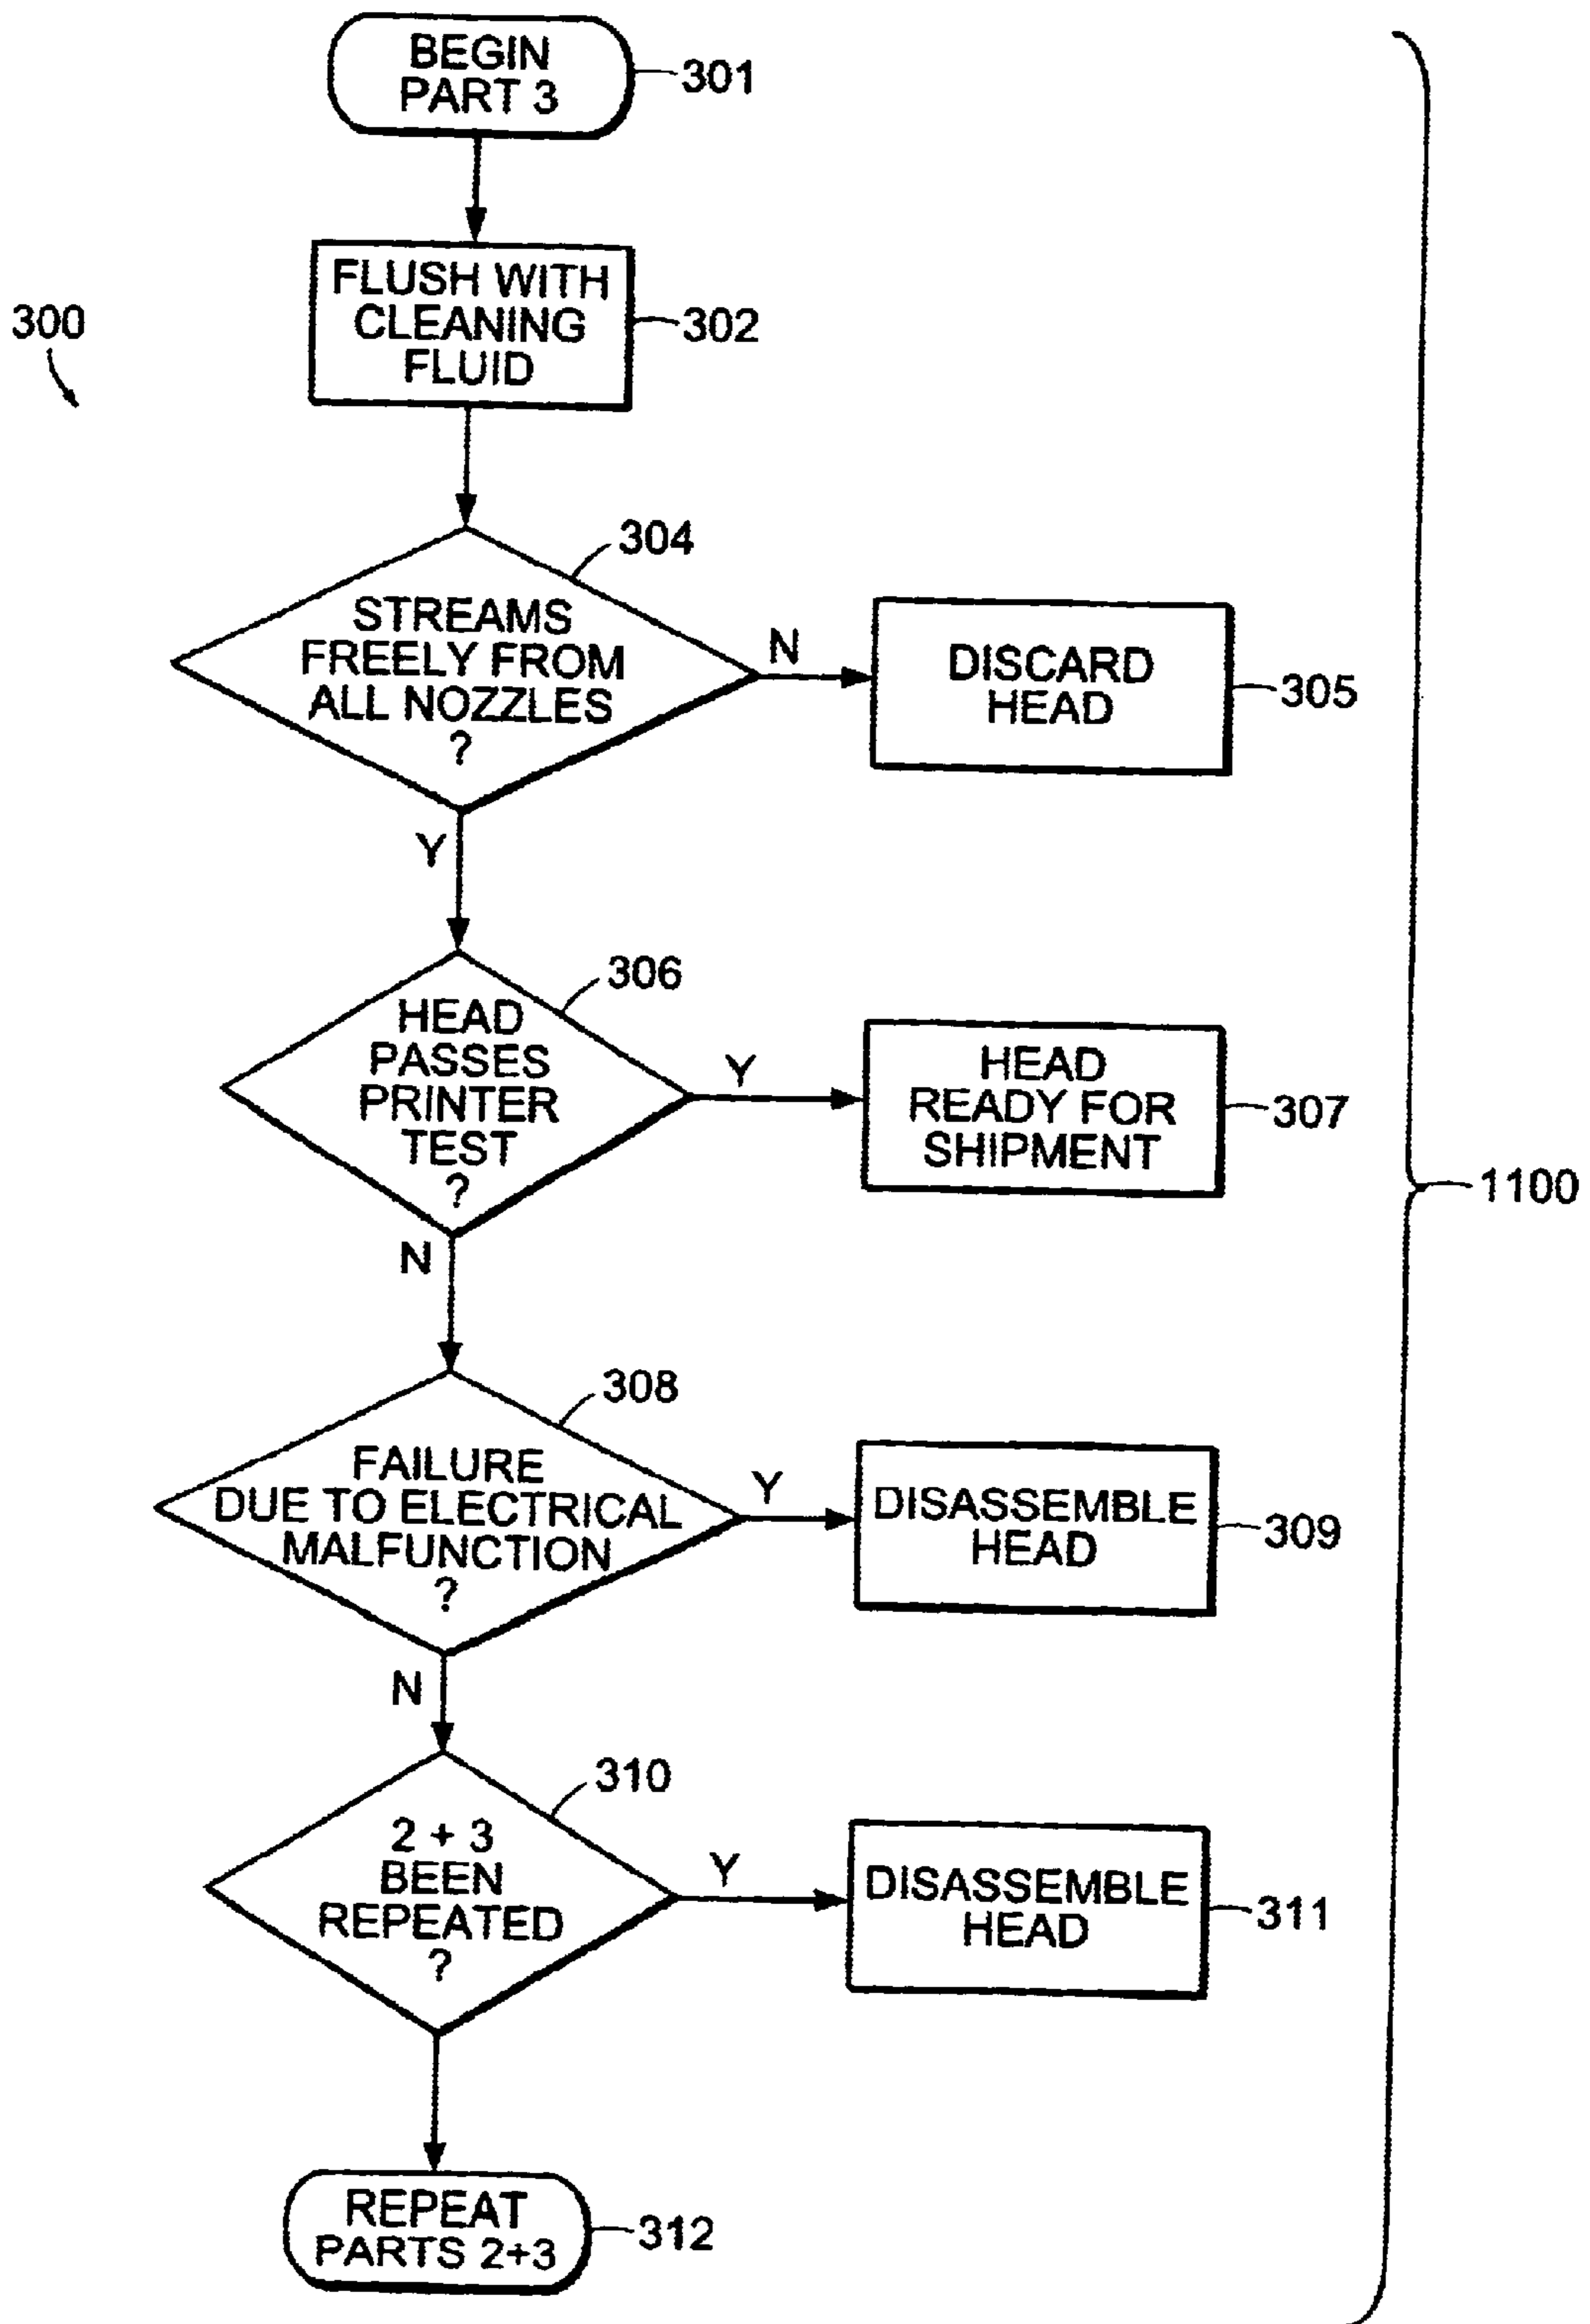 BEGIN
PART 3
301
300
FLUSH WITH
CLEANING
FLUID
302
304
STREAMS
FREELY FROM
ALL NOZZLES
?
N
DISCARD
HEAD
305
Y
306
HEAD
PASSES
PRINTER
TEST
?
Y
HEAD
READY FOR
SHIPMENT
307
1100
N
308
FAILURE
DUE TO ELECTRICAL
MALFUNCTION
?
Y
DISASSEMBLE
HEAD
309
N
310
2 + 3
BEEN
REPEATED
?
Y
DISASSEMBLE
HEAD
311
REPEAT
PARTS 2+3
312